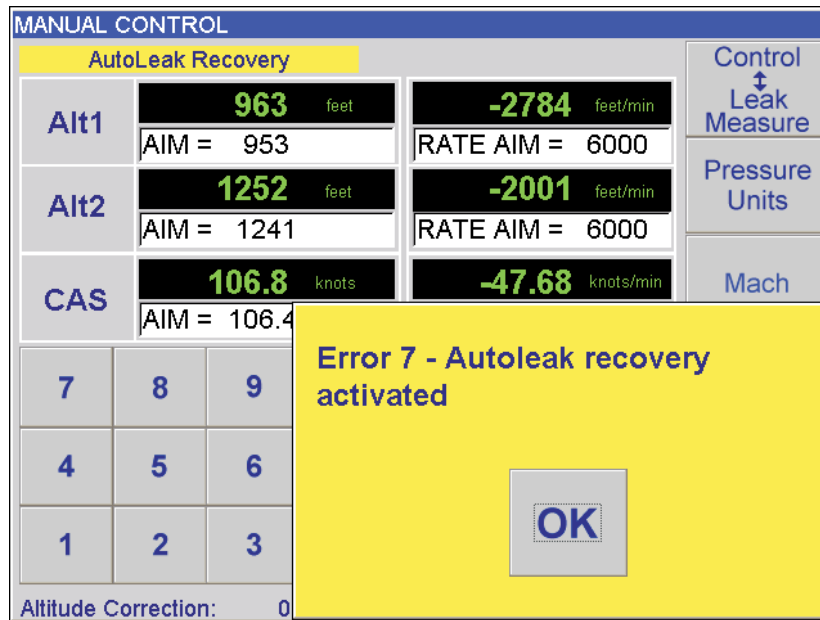 MANUAL CONTROL
AutoLeak Recovery
Control
↕
Leak
Measure
Alt1
963 feet
-2784 feet/min
AIM = 953
RATE AIM = 6000
Pressure
Units
Alt2
1252 feet
-2001 feet/min
AIM = 1241
RATE AIM = 6000
CAS
106.8 knots
-47.68 knots/min
Mach
AIM = 106.4
Error 7 - Autoleak recovery
activated
7 8 9
4 5 6
OK
1 2 3
Altitude Correction: 0